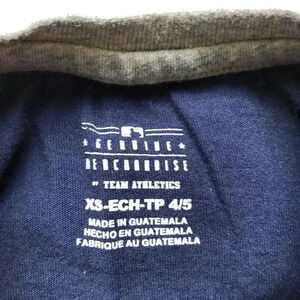 GENUINE
MERCHANDISE
BY TEAM ATHLETICS
XS-ECH-TP 4/5
MADE IN GUATEMALA
HECHO EN GUATEMALA
FABRIQUE AU GUATEMALA